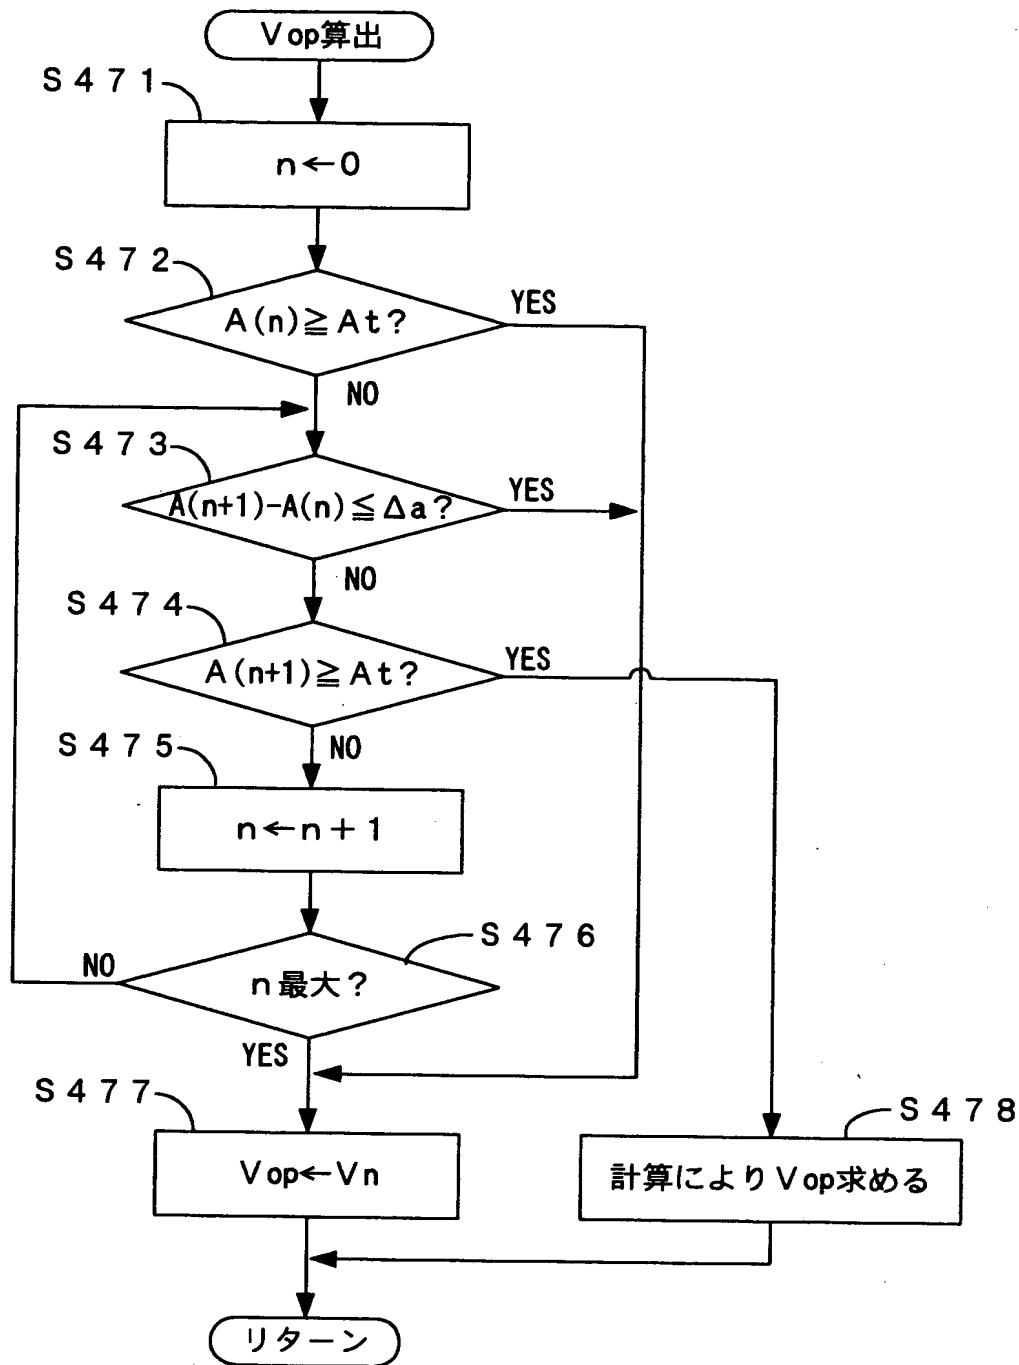 Vop算出
S471
n←0
S472
A(n)≧At?
YES
NO
S473
A(n+1)-A(n)≦Δa?
YES
NO
S474
A(n+1)≧At?
YES
NO
S475
n←n+1
S476
n最大?
NO
YES
S477
Vop←Vn
S478
計算によりVop求める
リターン